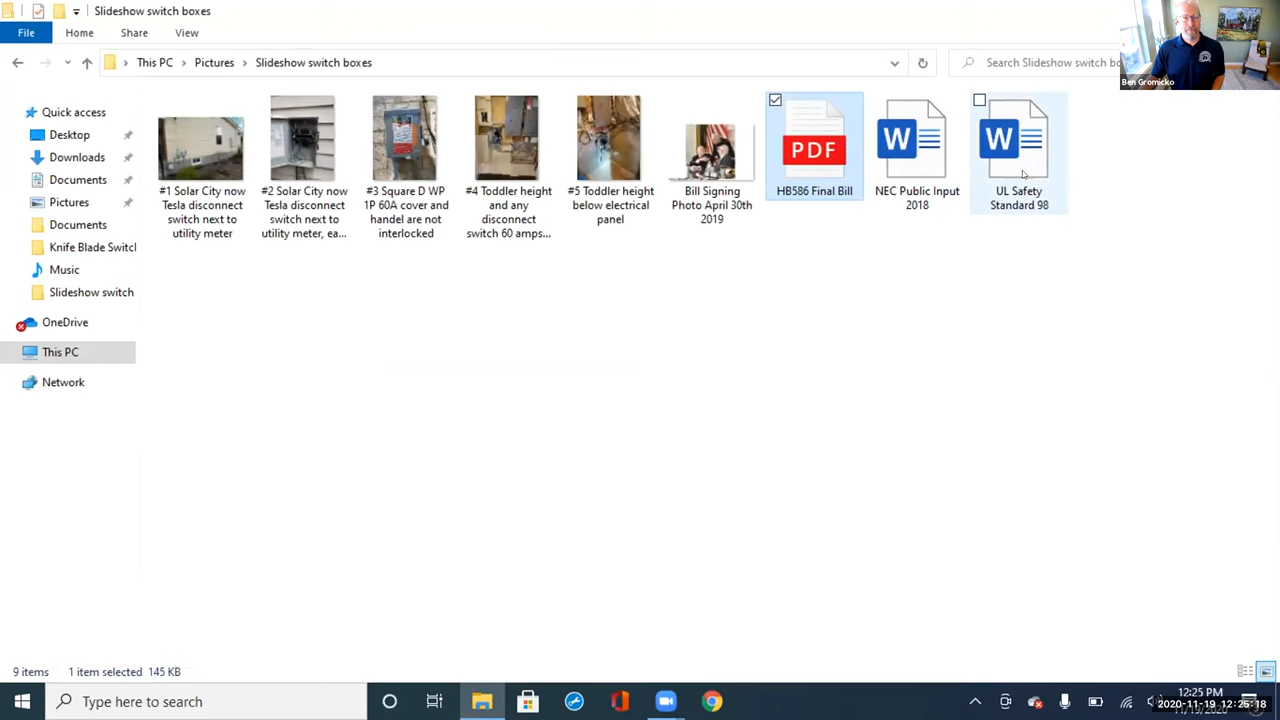 Slideshow switch boxes
File
Home
Share
View
This PC
Pictures
Slideshow switch boxes
Search Slideshow switch bo
Ben Gromicko
Quick access
Desktop
Downloads
Documents
Pictures
Documents
Knife Blade Switch
Music
Slideshow switch
OneDrive
This PC
Network
#1 Solar City now
Tesla disconnect
switch next to
utility meter
#2 Solar City now
Tesla disconnect
switch next to
utility meter, ea...
#3 Square D WP
1P 60A cover and
handel are not
interlocked
#4 Toddler height
and any
disconnect
switch 60 amps...
#5 Toddler height
below electrical
panel
Bill Signing
Photo April 30th
2019
PDF
HB586 Final Bill
W
NEC Public Input
2018
W
UL Safety
Standard 98
9 items
1 item selected 145 KB
Type here to search
12:25 PM
2020-11-19 12:26:18